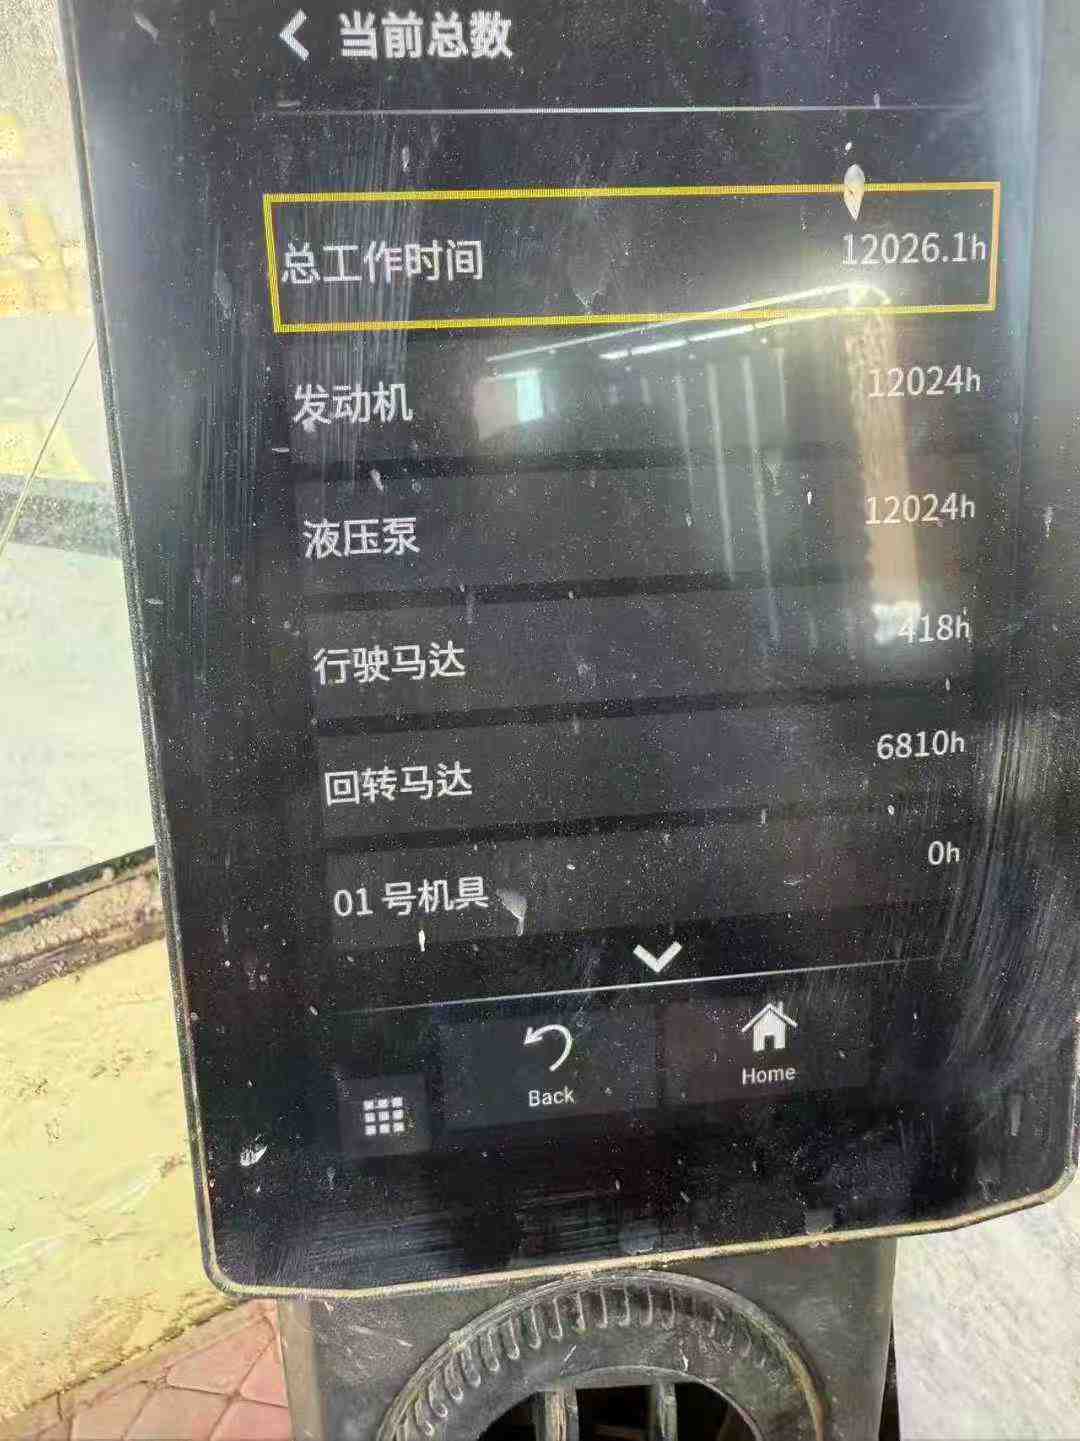 当前总数
总工作时间 12026.1h
发动机 12024h
液压泵 12024h
行驶马达 418h
回转马达 6810h
01 号机具 0h
Back
Home